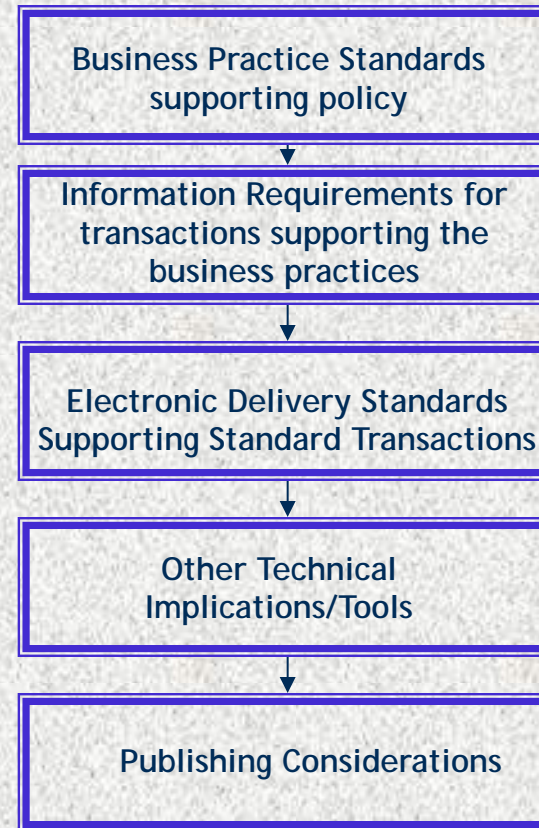 Business Practice Standards
supporting policy
Information Requirements for
transactions supporting the
business practices
Electronic Delivery Standards
Supporting Standard Transactions
Other Technical
Implications/Tools
Publishing Considerations